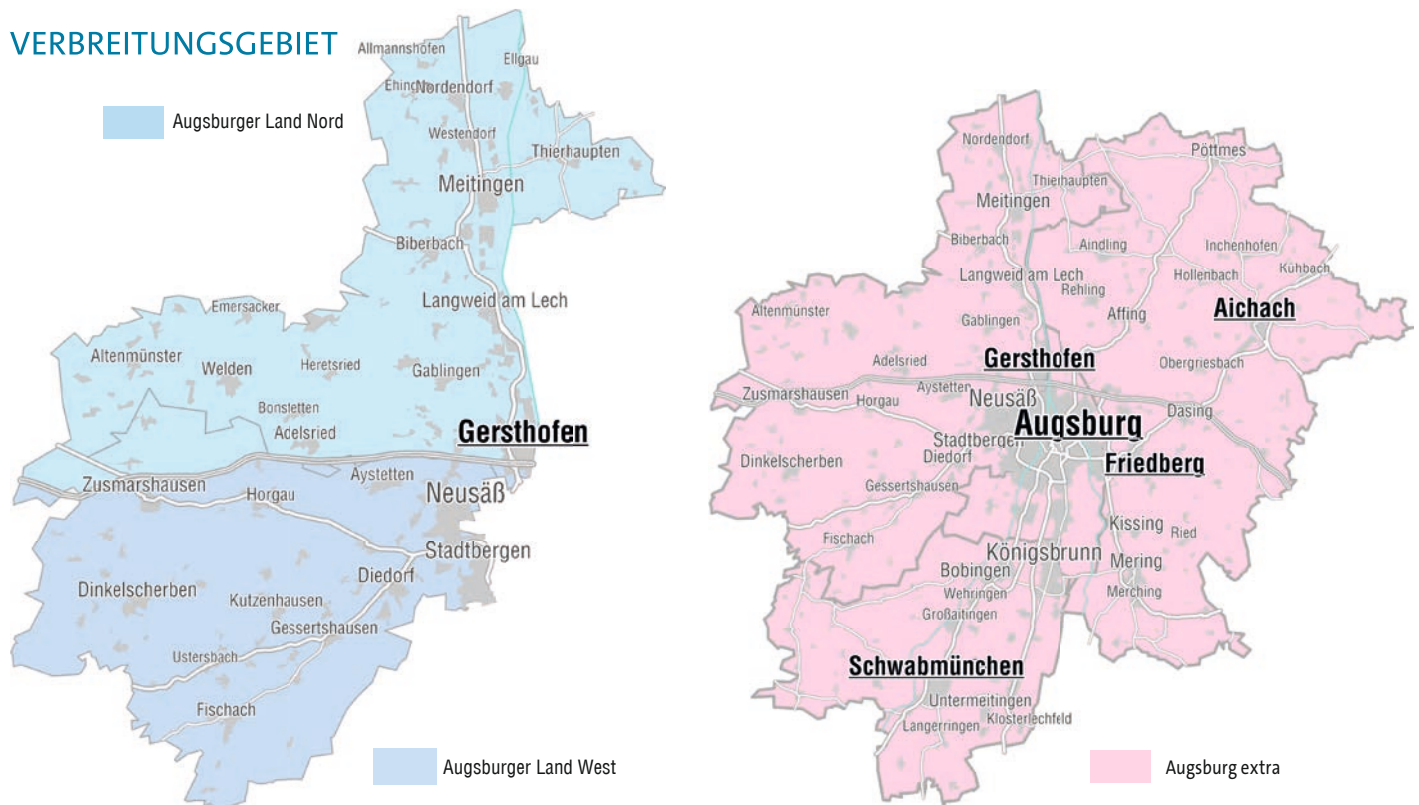 VERBREITUNGSGEBIET
Augsburger Land Nord
Allmannshofen
Ellgau
Nordendorf
Westendorf
Thierhaupten
Meitingen
Biberbach
Langweid am Lech
Emersacker
Altenmünster
Welden
Heretsried
Gablingen
Bonstetten
Adelsried
Gersthofen
Aystetten
Zusmarshausen
Horgau
Neusäß
Stadtbergen
Diedorf
Dinkelscherben
Kutzenhausen
Gessertshausen
Ustersbach
Fischach
Augsburger Land West
Nordendorf
Pöttmes
Thierhaupten
Meitingen
Biberbach
Aindling
Inchenhofen
Langweid am Lech
Hollenbach
Kühbach
Rehling
Altenmünster
Gablingen
Affing
Aichach
Gersthofen
Adelsried
Obergriesbach
Aystetten
Zusmarshausen
Horgau
Neusäß
Dasing
Augsburg
Stadtbergen
Diedorf
Dinkelscherben
Friedberg
Gessertshausen
Kissing
Ried
Fischach
Königsbrunn
Mering
Bobingen
Wehringen
Merching
Großaitingen
Schwabmünchen
Untermeitingen
Klosterlechfeld
Langerringen
Augsburg extra